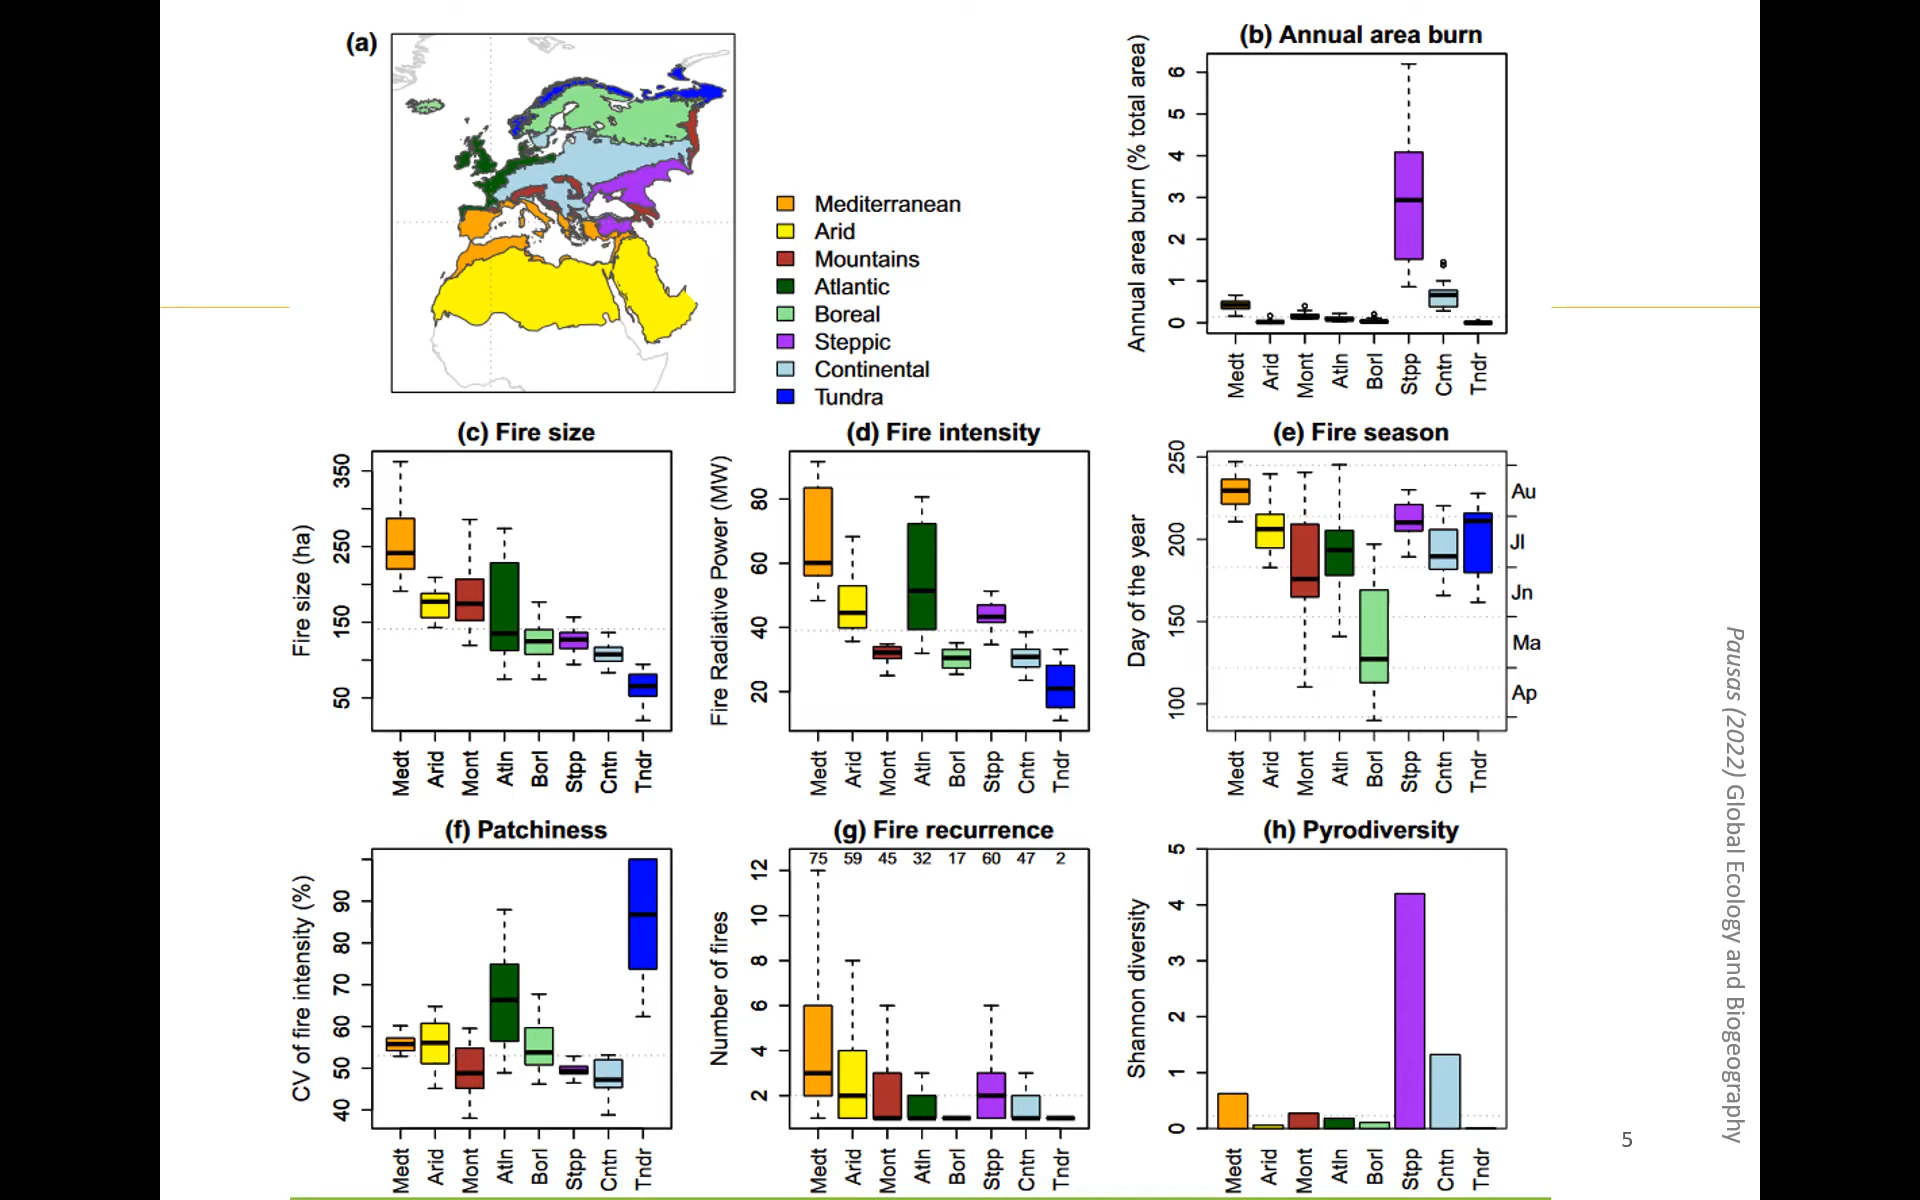 (a)
Mediterranean
Arid
Mountains
Atlantic
Boreal
Steppic
Continental
Tundra
(b) Annual area burn
Annual area burn (% total area)
6
5
4
3
2
1
0
Medt Arid Mont Atln Borl Stpp Cntn Tndr
(c) Fire size
Fire size (ha)
350
250
150
50
Medt Arid Mont Atln Borl Stpp Cntn Tndr
(d) Fire intensity
Fire Radiative Power (MW)
80
60
40
20
Medt Arid Mont Atln Borl Stpp Cntn Tndr
(e) Fire season
Day of the year
250
200
150
100
Au
Jl
Jn
Ma
Ap
Medt Arid Mont Atln Borl Stpp Cntn Tndr
(f) Patchiness
CV of fire intensity (%)
90
80
70
60
50
40
Medt Arid Mont Atln Borl Stpp Cntn Tndr
(g) Fire recurrence
75 59 45 32 17 60 47 2
Number of fires
12
10
8
6
4
2
Medt Arid Mont Atln Borl Stpp Cntn Tndr
(h) Pyrodiversity
Shannon diversity
5
4
3
2
1
0
Medt Arid Mont Atln Borl Stpp Cntn Tndr
Pausas (2022) Global Ecology and Biogeography
5